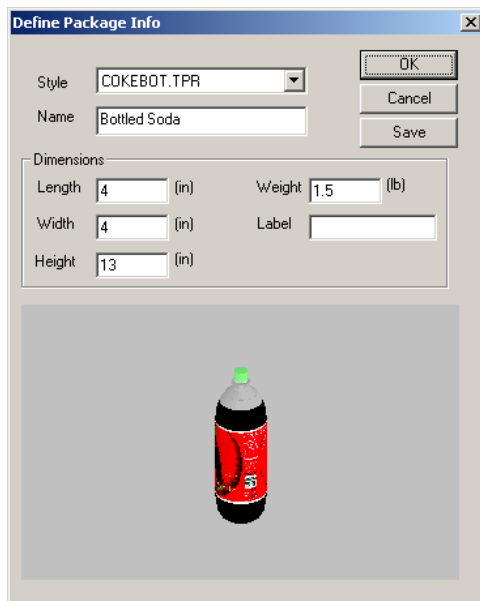 Define Package Info
Style COKEBOT.TPR OK
Cancel
Name Bottled Soda
Save
Dimensions
Length 4 (in) Weight 1.5 (lb)
Width 4 (in) Label
Height 13 (in)